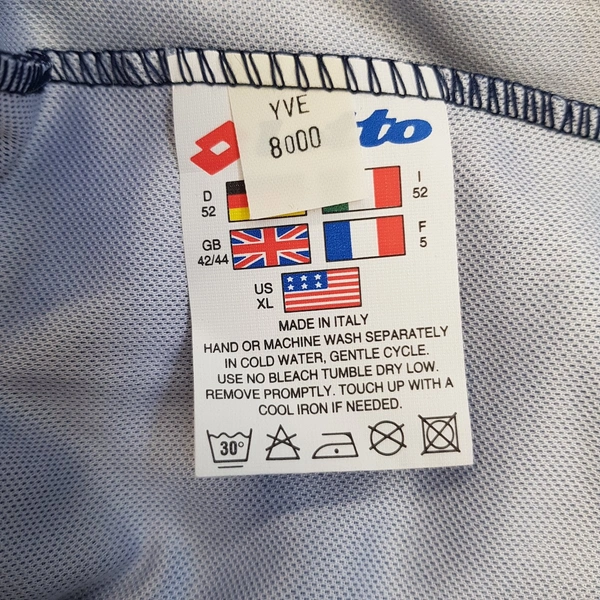 YVE
8000
tto
D
52
I
52
GB
42/44
F
5
US
XL
MADE IN ITALY
HAND OR MACHINE WASH SEPARATELY
IN COLD WATER, GENTLE CYCLE.
USE NO BLEACH TUMBLE DRY LOW.
REMOVE PROMPTLY. TOUCH UP WITH A
COOL IRON IF NEEDED.
30°